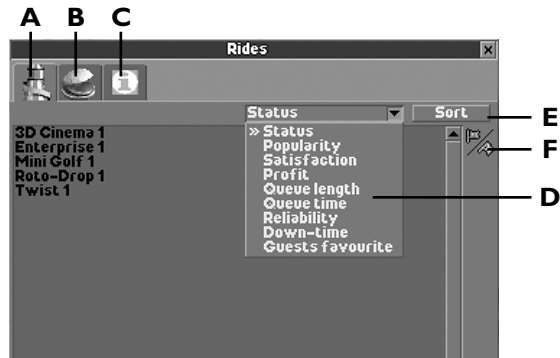 A B C
Rides
Status Sort E
3D Cinema 1
Enterprise 1
Mini Golf 1
Roto-Drop 1
Twist 1
» Status
Popularity
Satisfaction
Profit
Queue length
Queue time
Reliability
Down-time
Guests favourite
F
D